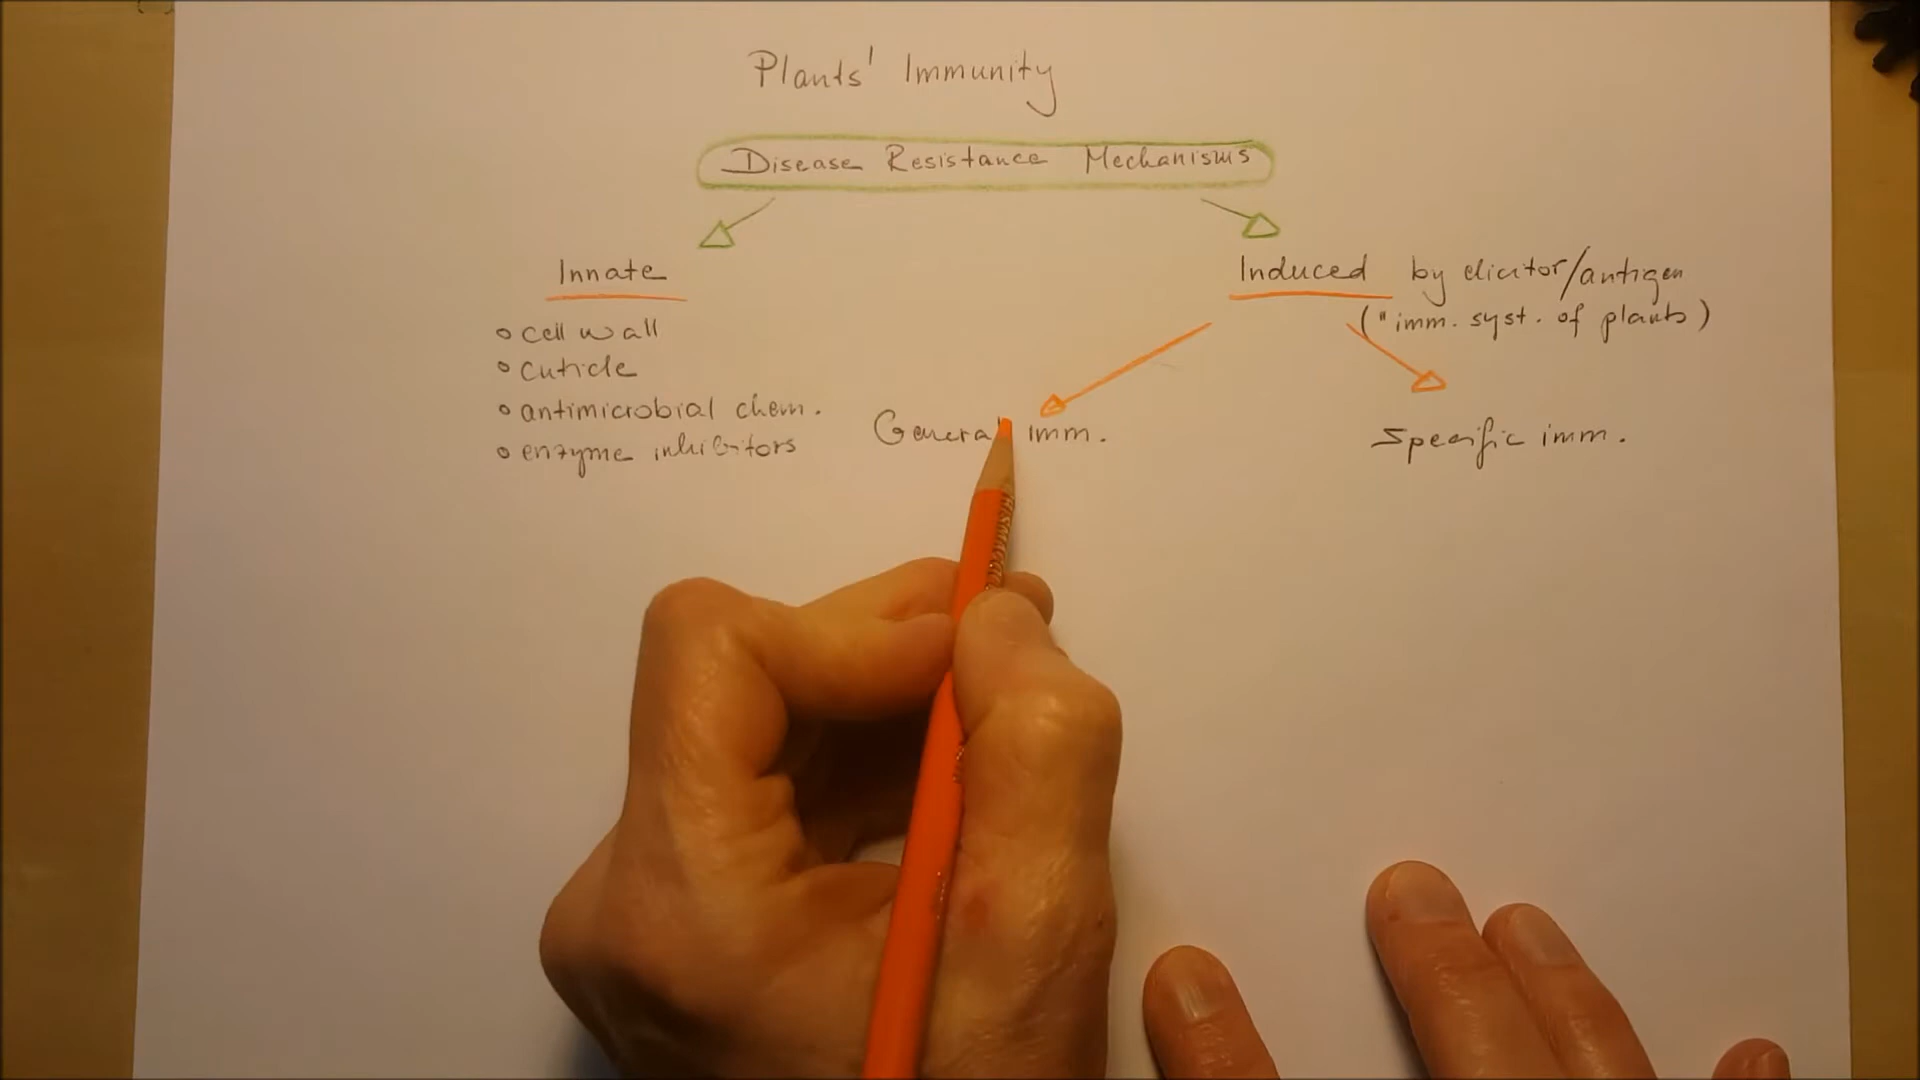 Plants' Immunity
Disease Resistance Mechanisms
Innate
cell wall
cuticle
antimicrobial chem.
enzyme inhibitors
Induced by elicitor/antigen
("imm. syst. of plants)
General imm.
Specific imm.